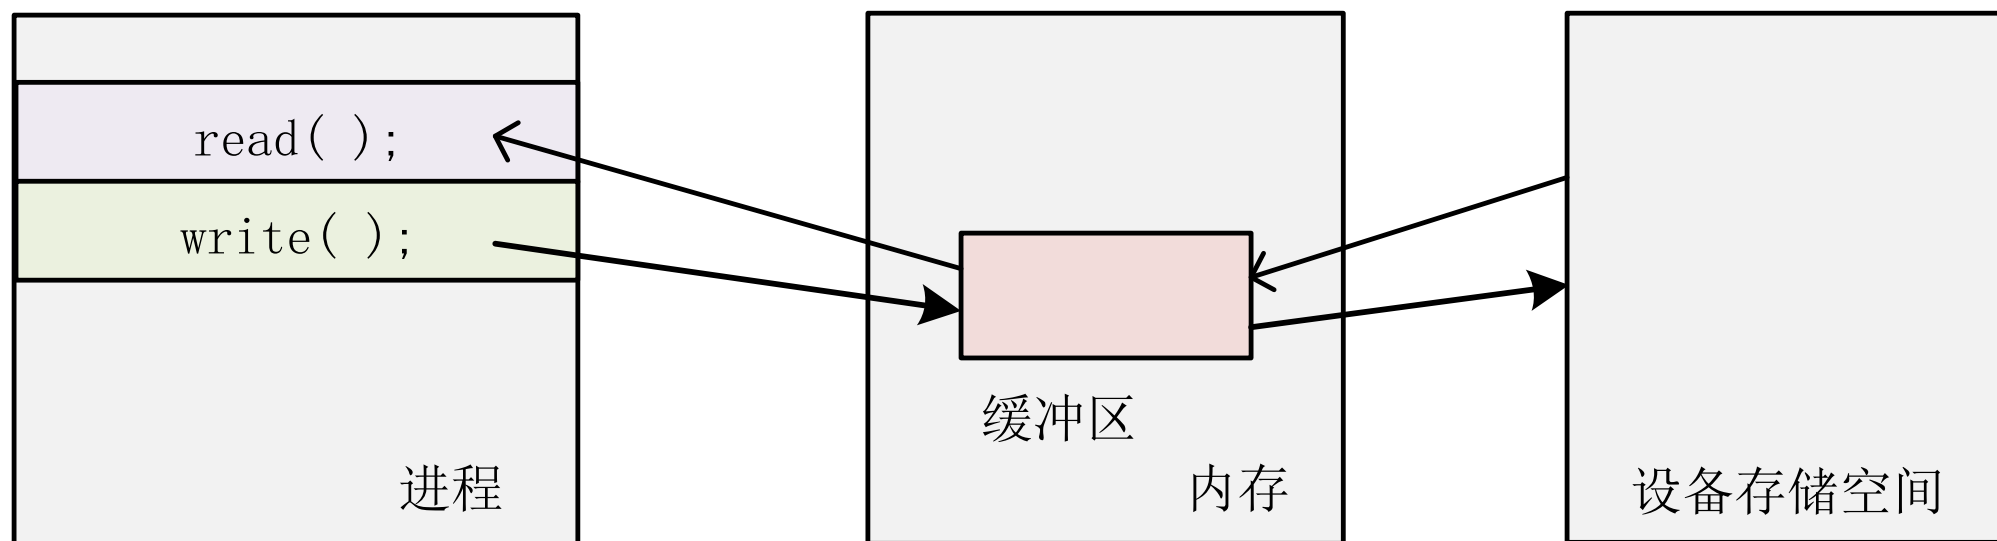 read( );
write( );
缓冲区
进程
内存
设备存储空间